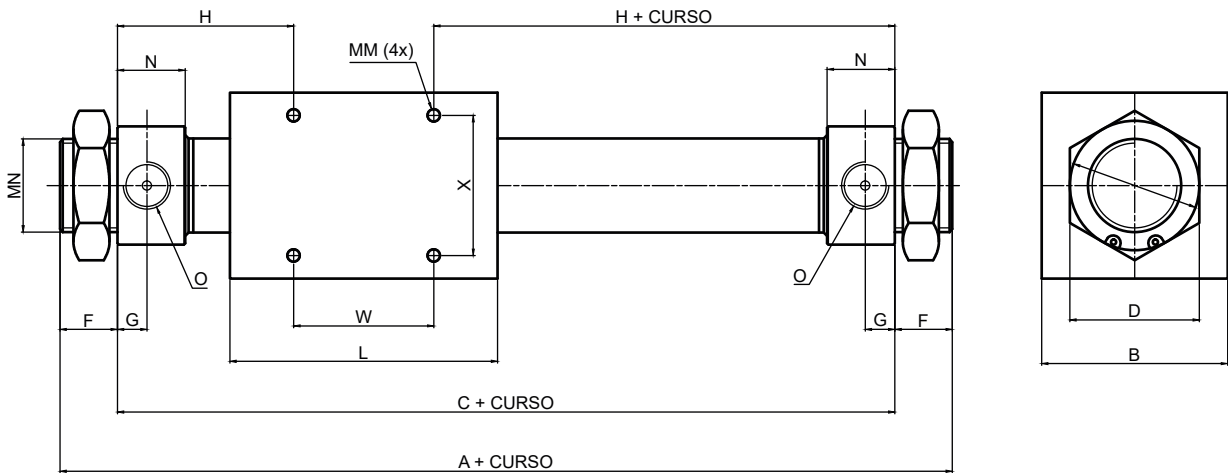 H
H + CURSO
MM (4x)
N
N
MN
X
O
O
F
G
W
G
F
D
L
B
C + CURSO
A + CURSO